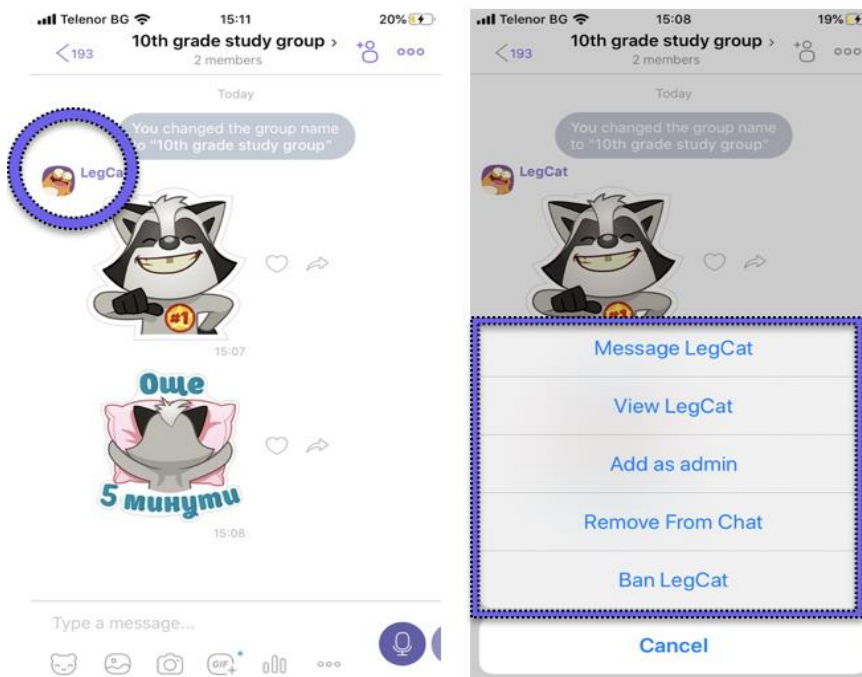 Telenor BG 15:11 20%
193 10th grade study group >
2 members
Today
You changed the group name
to "10th grade study group"
LegCa
#1
15:07
Още
5 минути
15:08
Type a message...
GIF
Telenor BG 15:08 19%
193 10th grade study group >
2 members
Today
You changed the group name
to "10th grade study group"
LegCat
#1
Message LegCat
View LegCat
Add as admin
Remove From Chat
Ban LegCat
Cancel